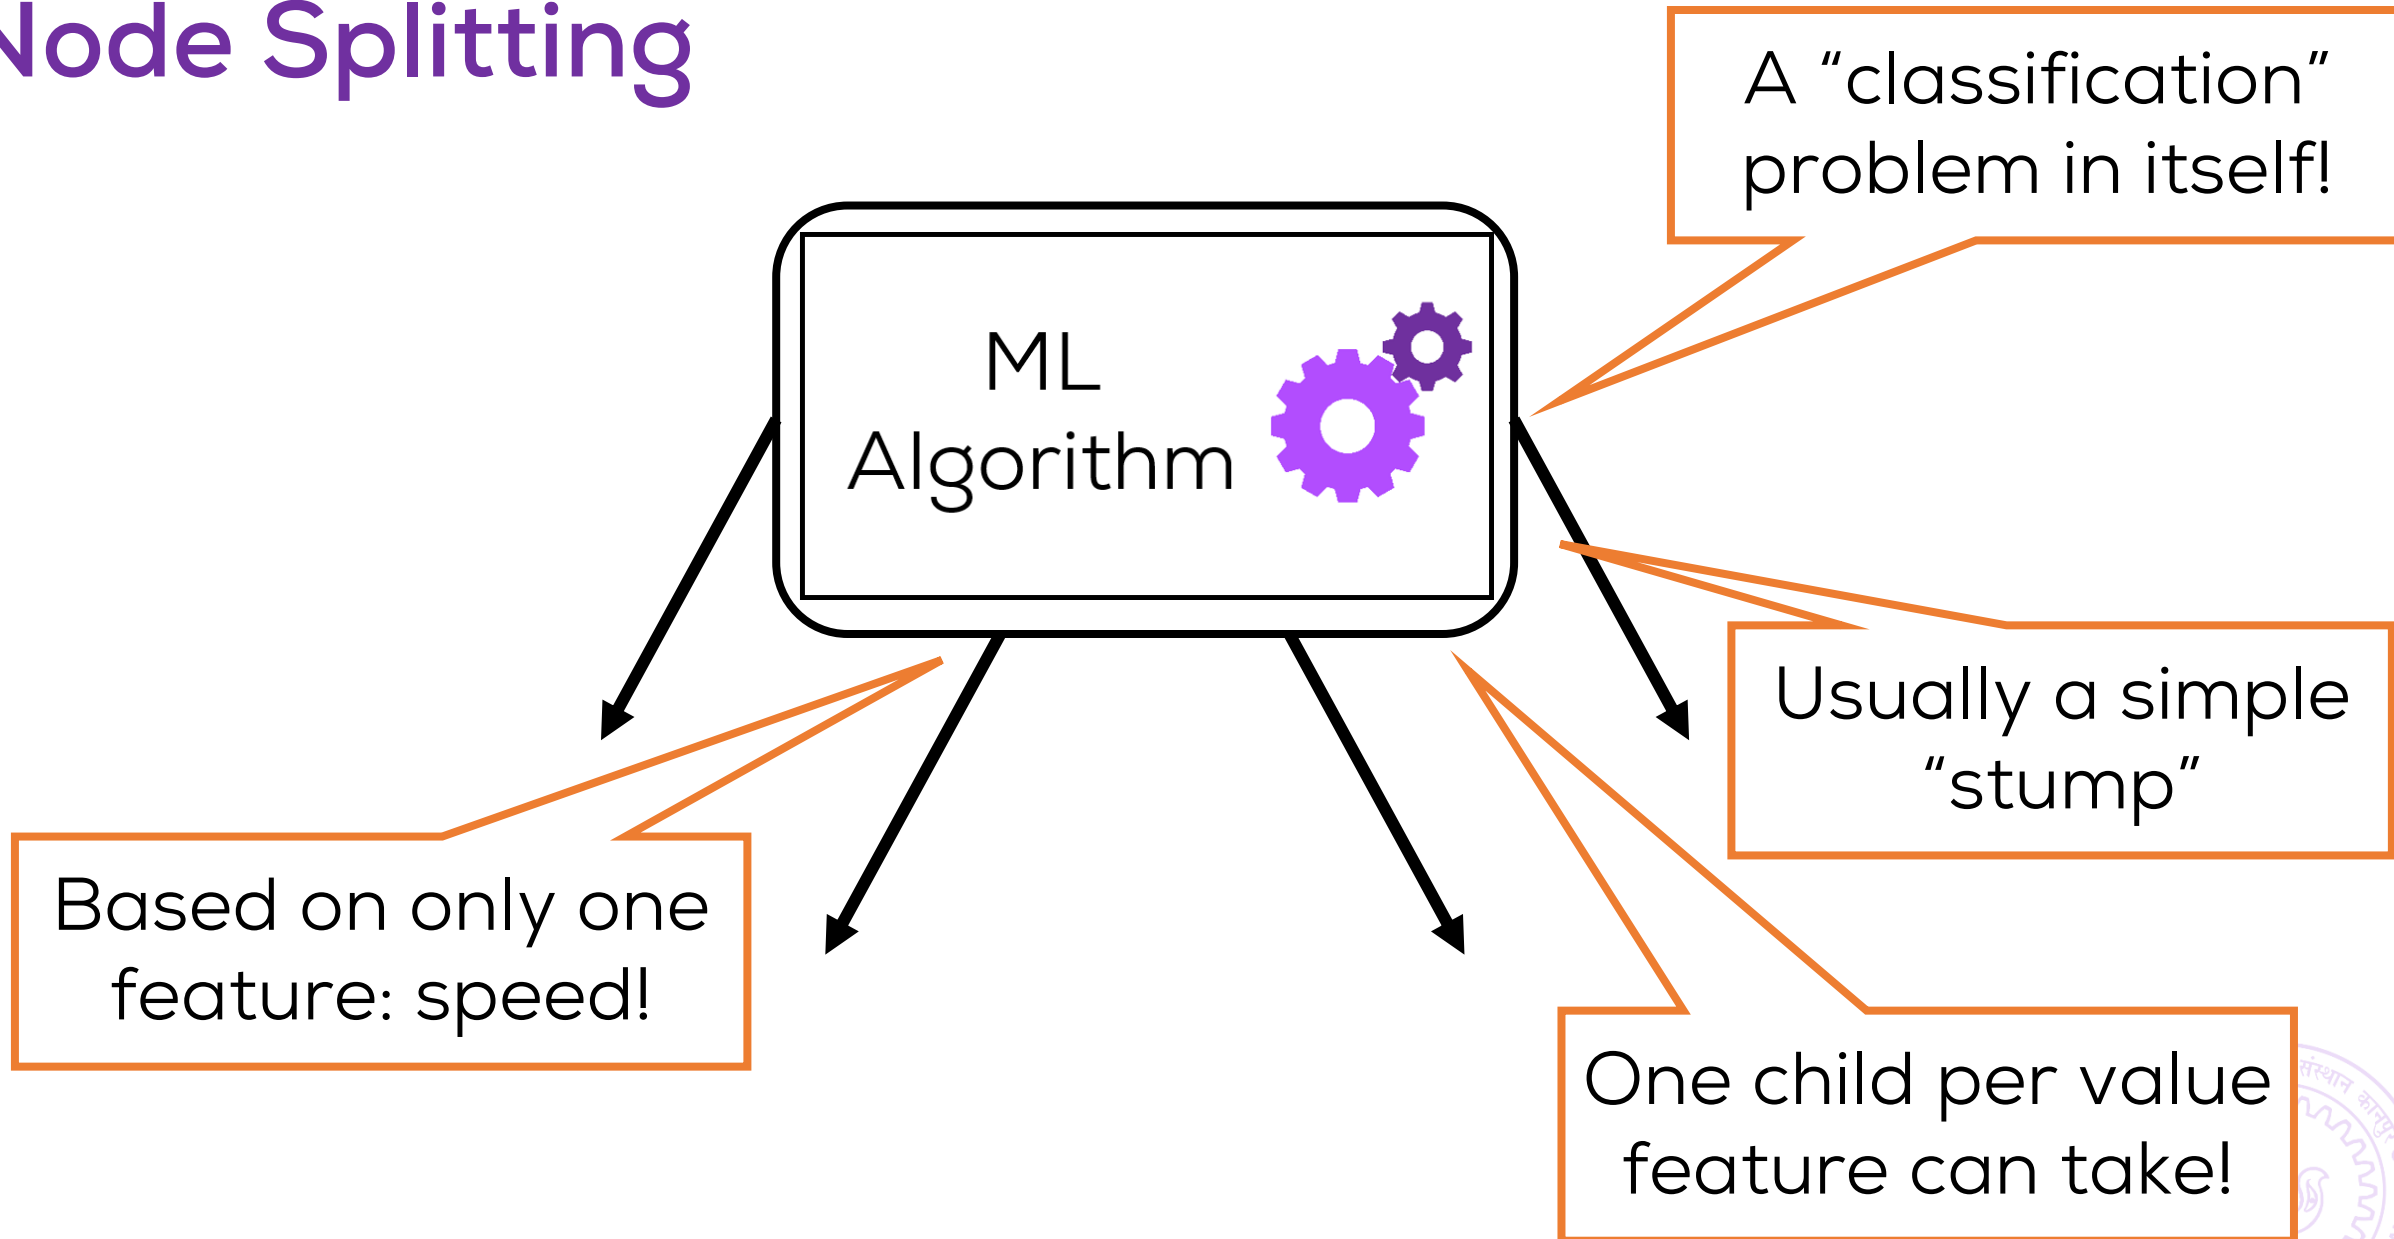 Node Splitting
A “classification”
problem in itself!
ML
Algorithm
Usually a simple
“stump”
Based on only one
feature: speed!
One child per value
feature can take!
संस्थान कानपुर